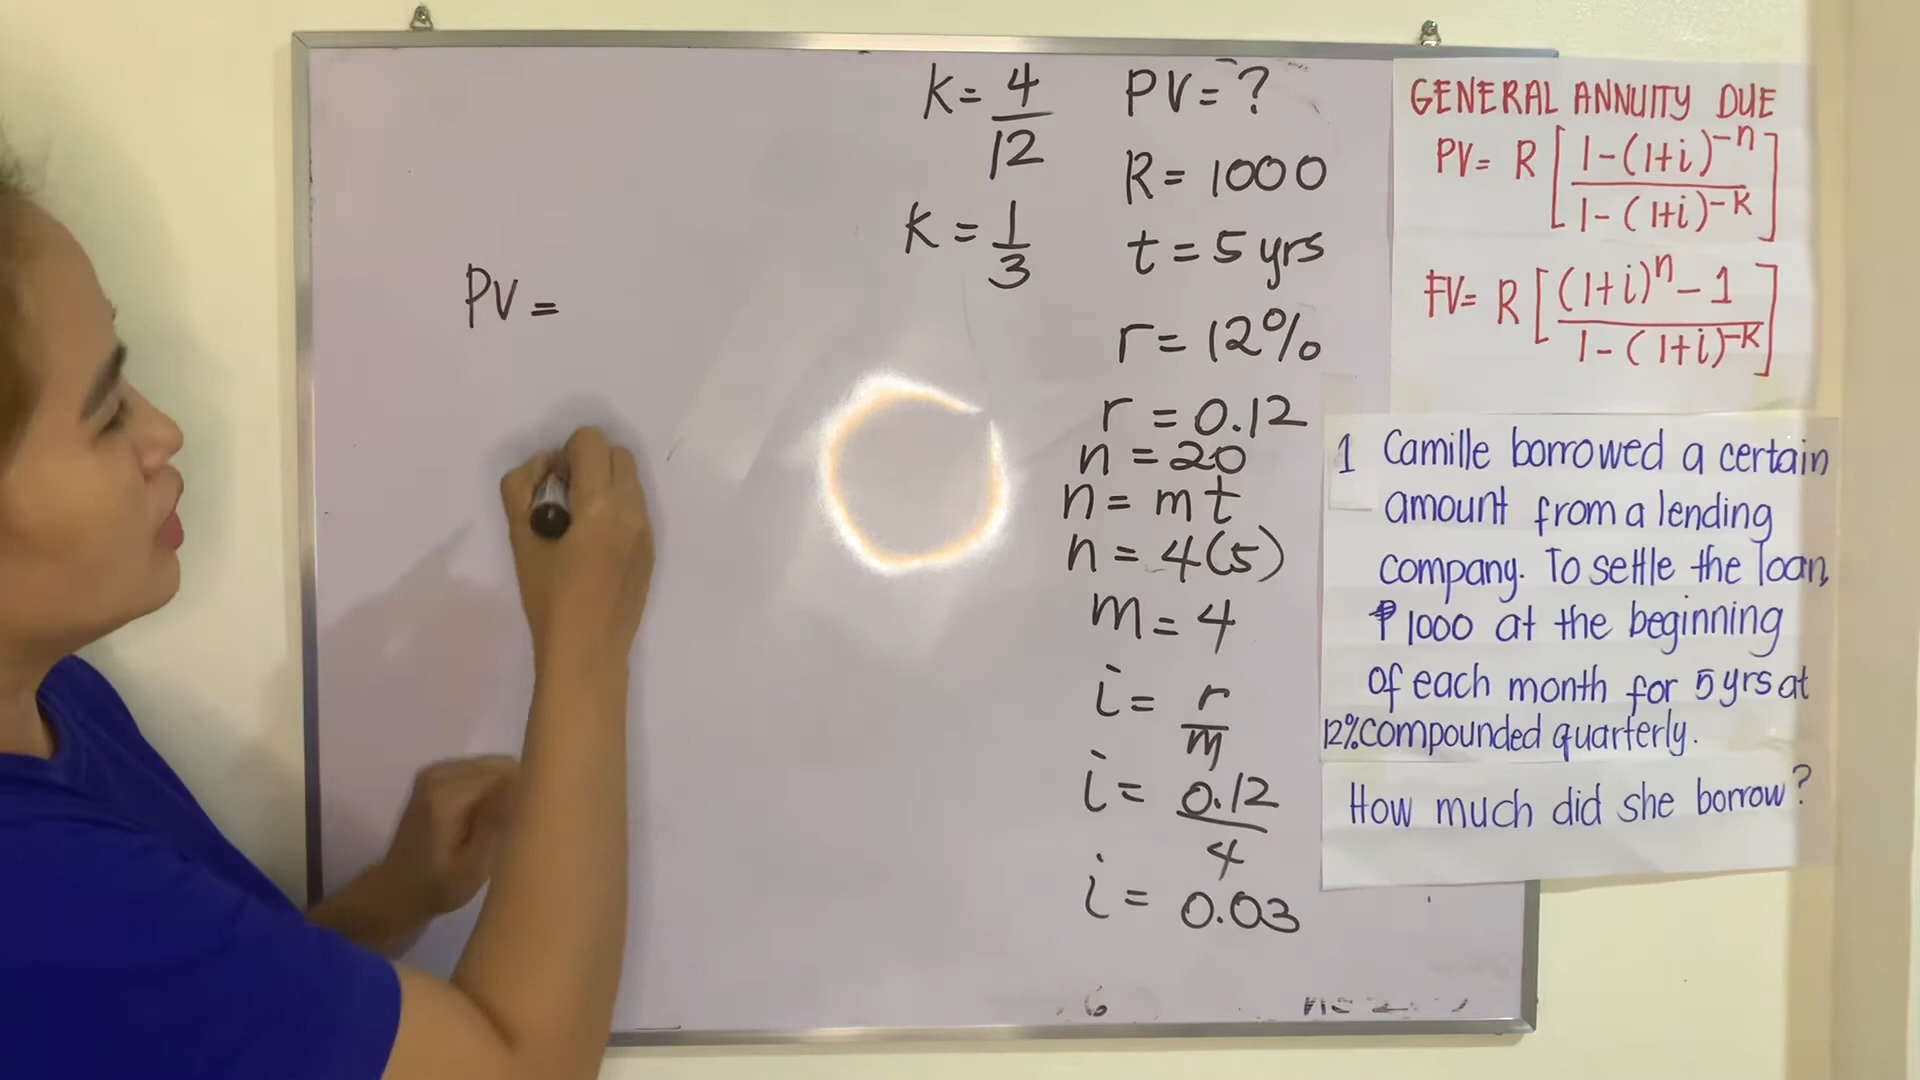 PV =
K = 4/12
K = 1/3
PV = ?
R = 1000
t = 5 yrs
r = 12%
r = 0.12
n = 20
n = mt
n = 4(5)
m = 4
i = r/m
i = 0.12/4
i = 0.03
GENERAL ANNUITY DUE
PV= R [1-(1+i)^-n / 1-(1+i)^-K]
FV= R [(1+i)^n - 1 / 1-(1+i)^-K]
1 Camille borrowed a certain
amount from a lending
company. To settle the loan,
₱1000 at the beginning
of each month for 5 yrs at
12% compounded quarterly.
How much did she borrow?